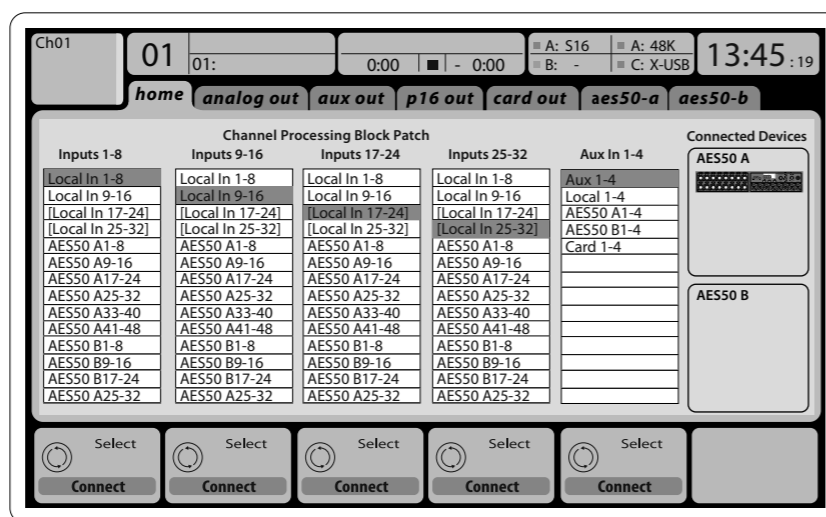 Ch01
01
01:
0:00
- 0:00
A: S16
A: 48K
B: -
C: X-USB
13:45 :19
home
analog out
aux out
p16 out
card out
aes50-a
aes50-b
Channel Processing Block Patch
Connected Devices
Inputs 1-8
Inputs 9-16
Inputs 17-24
Inputs 25-32
Aux In 1-4
AES50 A
Local In 1-8
Local In 1-8
Local In 1-8
Local In 1-8
Aux 1-4
Local In 9-16
Local In 9-16
Local In 9-16
Local In 9-16
Local 1-4
[Local In 17-24]
[Local In 17-24]
[Local In 17-24]
[Local In 17-24]
AES50 A1-4
[Local In 25-32]
[Local In 25-32]
[Local In 25-32]
[Local In 25-32]
AES50 B1-4
AES50 A1-8
AES50 A1-8
AES50 A1-8
AES50 A1-8
Card 1-4
AES50 A9-16
AES50 A9-16
AES50 A9-16
AES50 A9-16
AES50 A17-24
AES50 A17-24
AES50 A17-24
AES50 A17-24
AES50 A25-32
AES50 A25-32
AES50 A25-32
AES50 A25-32
AES50 B
AES50 A33-40
AES50 A33-40
AES50 A33-40
AES50 A33-40
AES50 A41-48
AES50 A41-48
AES50 A41-48
AES50 A41-48
AES50 B1-8
AES50 B1-8
AES50 B1-8
AES50 B1-8
AES50 B9-16
AES50 B9-16
AES50 B9-16
AES50 B9-16
AES50 B17-24
AES50 B17-24
AES50 B17-24
AES50 B17-24
AES50 A25-32
AES50 A25-32
AES50 A25-32
AES50 A25-32
Select
Select
Select
Select
Select
Connect
Connect
Connect
Connect
Connect